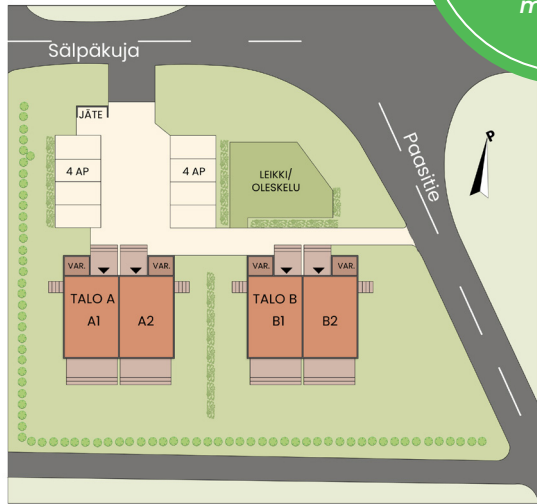 m
Sälpäkuja
JÄTE
Paasitie
P
4 AP
4 AP
LEIKKI/
OLESKELU
VAR.
VAR.
VAR.
VAR.
TALO A
A1
A2
TALO B
B1
B2